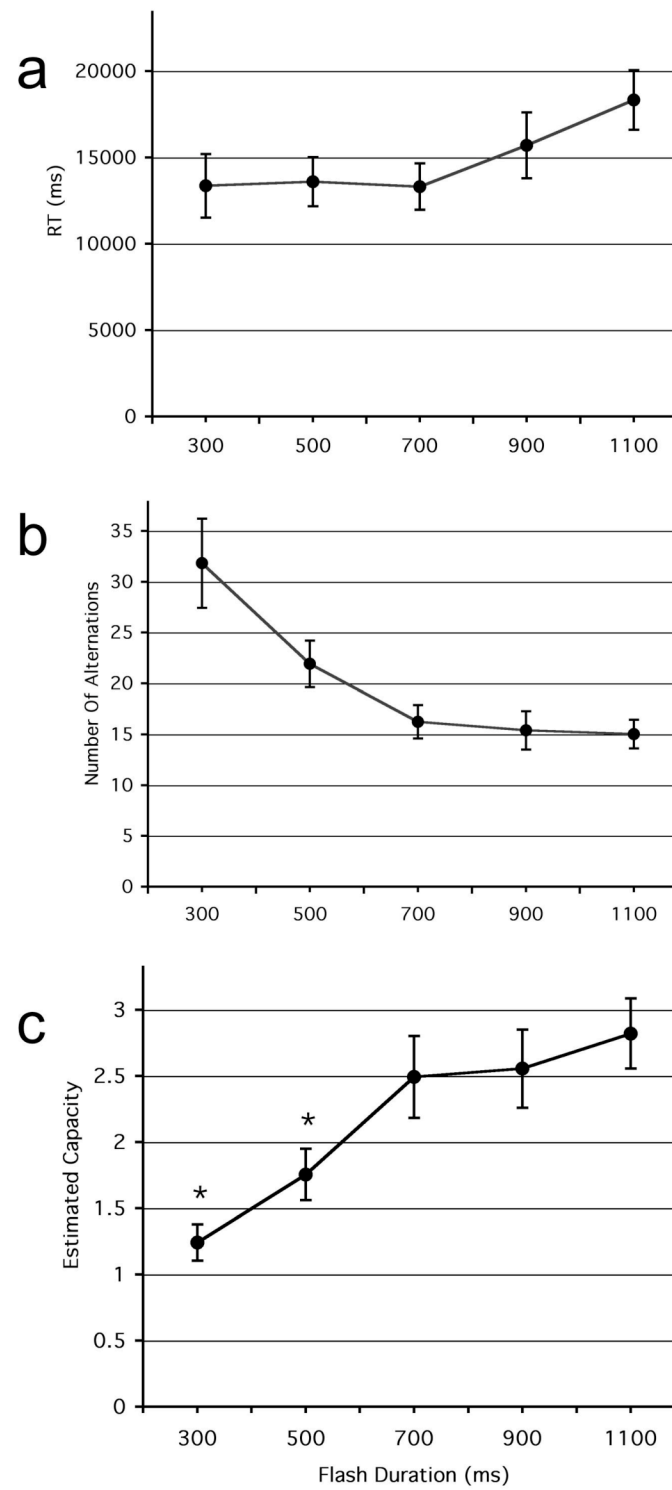 a
RT (ms)
20000
15000
10000
5000
0
300 500 700 900 1100
b
Number Of Alternations
35
30
25
20
15
10
5
0
300 500 700 900 1100
c
Estimated Capacity
3
2.5
2
1.5
1
0.5
0
* *
300 500 700 900 1100
Flash Duration (ms)